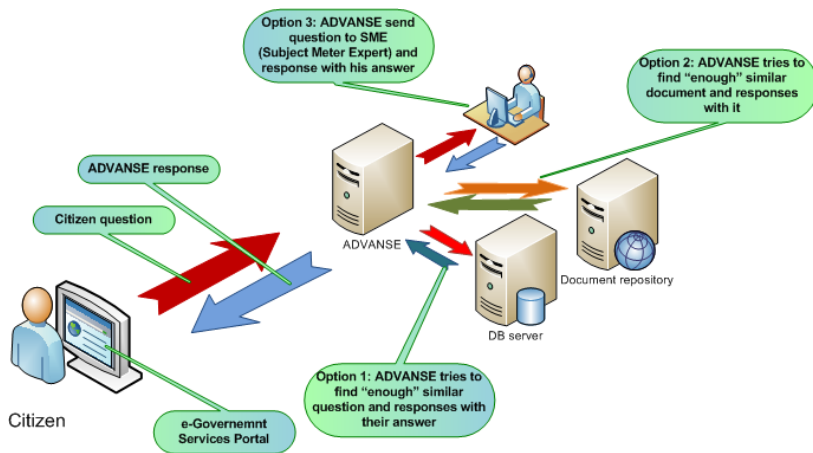 Option 3: ADVANSE send
question to SME
(Subject Meter Expert) and
response with his answer
Option 2: ADVANSE tries to
find “enough” similar
document and responses
with it
ADVANSE response
Citizen question
ADVANSE
Document repository
DB server
Option 1: ADVANSE tries to
find “enough” similar
question and responses with
their answer
Citizen
e-Governemnt
Services Portal